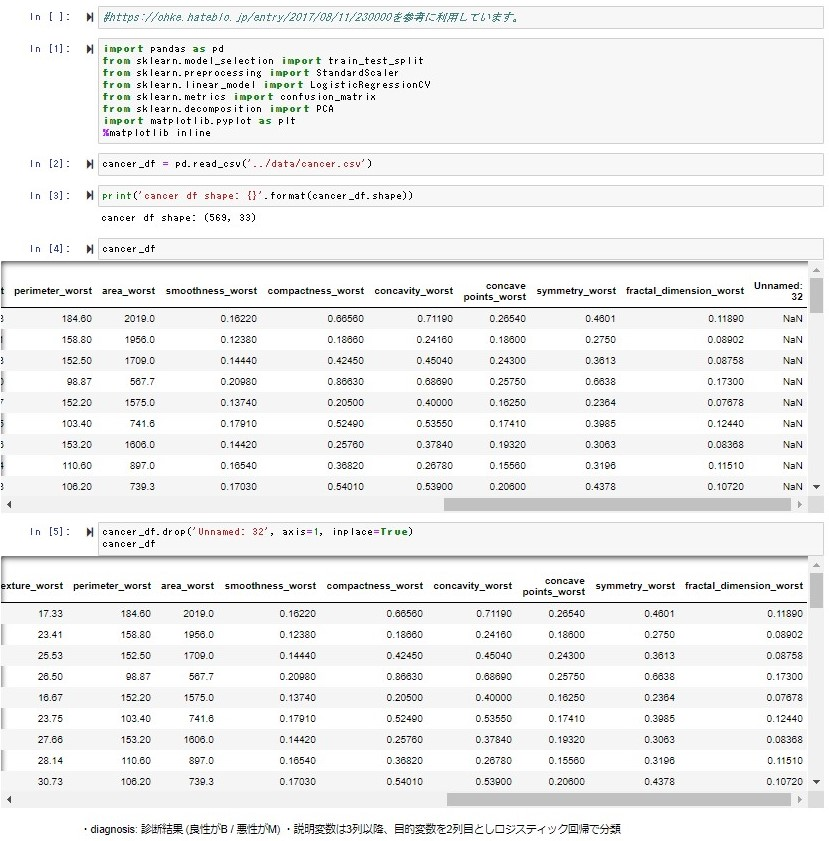 In [ ]: #https://ohke.hateblo.jp/entry/2017/08/11/230000を参考に利用しています。
In [1]: import pandas as pd
from sklearn.model_selection import train_test_split
from sklearn.preprocessing import StandardScaler
from sklearn.linear_model import LogisticRegressionCV
from sklearn.metrics import confusion_matrix
from sklearn.decomposition import PCA
import matplotlib.pyplot as plt
%matplotlib inline
In [2]: cancer_df = pd.read_csv('../data/cancer.csv')
In [3]: print('cancer df shape: {}'.format(cancer_df.shape))
cancer df shape: (569, 33)
In [4]: cancer_df
t perimeter_worst area_worst smoothness_worst compactness_worst concavity_worst concave points_worst symmetry_worst fractal_dimension_worst Unnamed: 32
3 184.60 2019.0 0.16220 0.66560 0.71190 0.26540 0.4601 0.11890 NaN
1 158.80 1956.0 0.12380 0.18660 0.24160 0.18600 0.2750 0.08902 NaN
3 152.50 1709.0 0.14440 0.42450 0.45040 0.24300 0.3613 0.08758 NaN
0 98.87 567.7 0.20980 0.86630 0.68690 0.25750 0.6638 0.17300 NaN
7 152.20 1575.0 0.13740 0.20500 0.40000 0.16250 0.2364 0.07678 NaN
5 103.40 741.6 0.17910 0.52490 0.53550 0.17410 0.3985 0.12440 NaN
6 153.20 1606.0 0.14420 0.25760 0.37840 0.19320 0.3063 0.08368 NaN
4 110.60 897.0 0.16540 0.36820 0.26780 0.15560 0.3196 0.11510 NaN
3 106.20 739.3 0.17030 0.54010 0.53900 0.20600 0.4378 0.10720 NaN
In [5]: cancer_df.drop('Unnamed: 32', axis=1, inplace=True)
cancer_df
exture_worst perimeter_worst area_worst smoothness_worst compactness_worst concavity_worst concave points_worst symmetry_worst fractal_dimension_worst
17.33 184.60 2019.0 0.16220 0.66560 0.71190 0.26540 0.4601 0.11890
23.41 158.80 1956.0 0.12380 0.18660 0.24160 0.18600 0.2750 0.08902
25.53 152.50 1709.0 0.14440 0.42450 0.45040 0.24300 0.3613 0.08758
26.50 98.87 567.7 0.20980 0.86630 0.68690 0.25750 0.6638 0.17300
16.67 152.20 1575.0 0.13740 0.20500 0.40000 0.16250 0.2364 0.07678
23.75 103.40 741.6 0.17910 0.52490 0.53550 0.17410 0.3985 0.12440
27.66 153.20 1606.0 0.14420 0.25760 0.37840 0.19320 0.3063 0.08368
28.14 110.60 897.0 0.16540 0.36820 0.26780 0.15560 0.3196 0.11510
30.73 106.20 739.3 0.17030 0.54010 0.53900 0.20600 0.4378 0.10720
・diagnosis: 診断結果 (良性がB / 悪性がM) ・説明変数は3列以降、目的変数を2列目としロジスティック回帰で分類